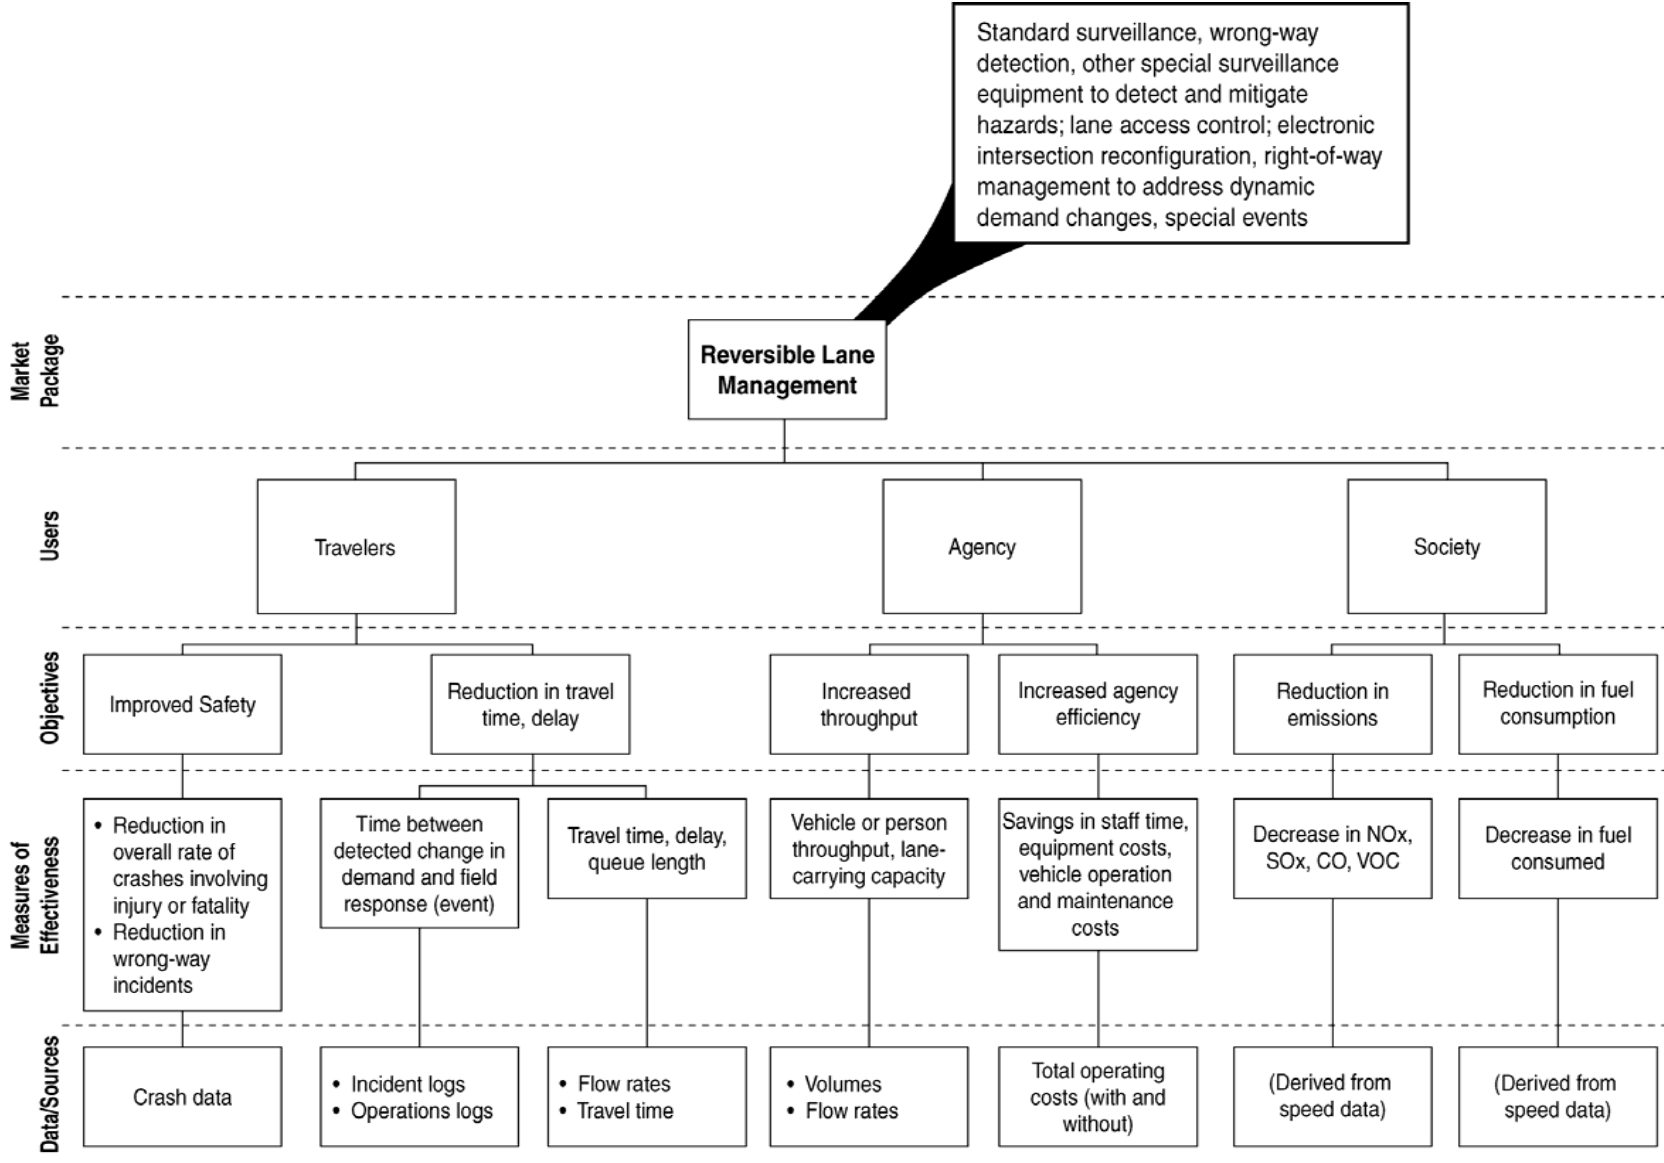 Standard surveillance, wrong-way
detection, other special surveillance
equipment to detect and mitigate
hazards; lane access control; electronic
intersection reconfiguration, right-of-way
management to address dynamic
demand changes, special events
Market
Package
Reversible Lane
Management
Users
Travelers
Agency
Society
Objectives
Improved Safety
Reduction in travel
time, delay
Increased
throughput
Increased agency
efficiency
Reduction in
emissions
Reduction in fuel
consumption
Measures of
Effectiveness
• Reduction in
overall rate of
crashes involving
injury or fatality
• Reduction in
wrong-way
incidents
Time between
detected change in
demand and field
response (event)
Travel time, delay,
queue length
Vehicle or person
throughput, lane-
carrying capacity
Savings in staff time,
equipment costs,
vehicle operation
and maintenance
costs
Decrease in NOx,
SOx, CO, VOC
Decrease in fuel
consumed
Data/Sources
Crash data
• Incident logs
• Operations logs
• Flow rates
• Travel time
• Volumes
• Flow rates
Total operating
costs (with and
without)
(Derived from
speed data)
(Derived from
speed data)